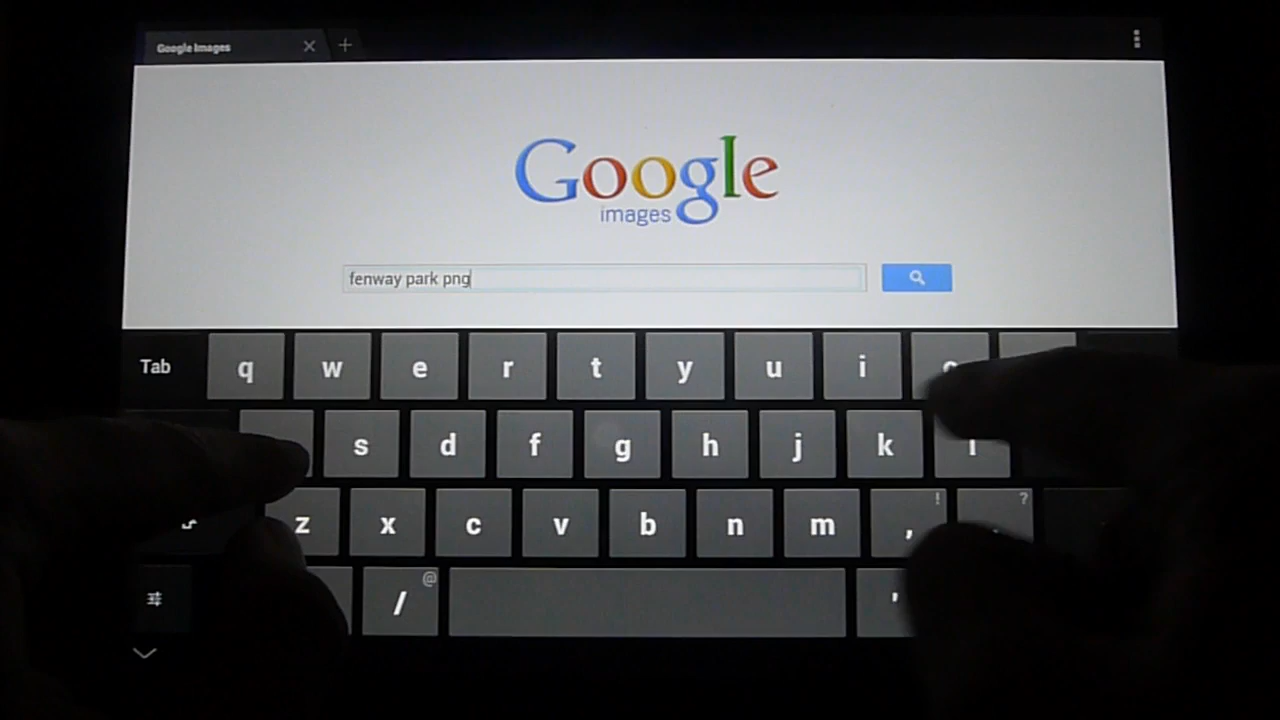 Google Images
Google
images
fenway park png
Tab q w e r t y u i
s d f g h j k l
z x c v b n m , ! . ?
/ @ '